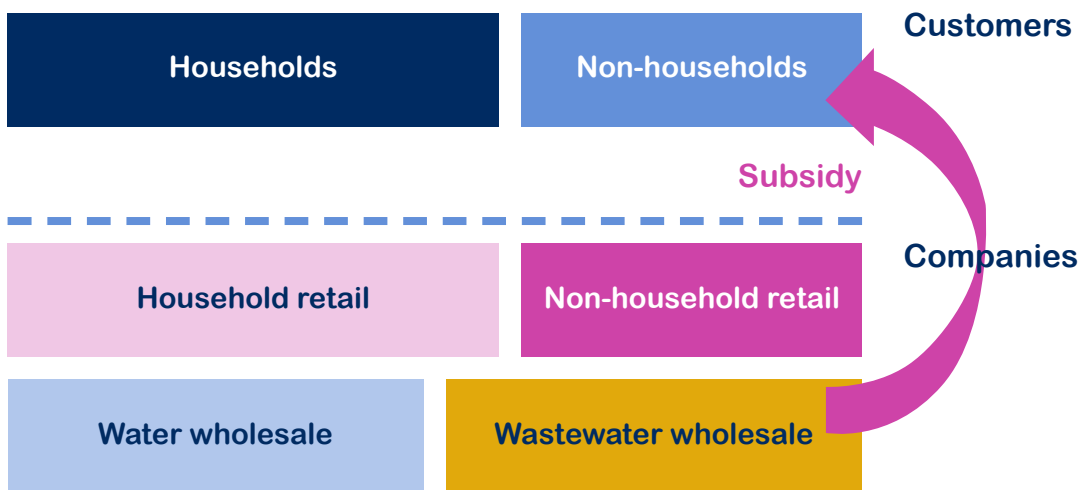 Customers
Households
Non-households
Subsidy
Companies
Household retail
Non-household retail
Water wholesale
Wastewater wholesale